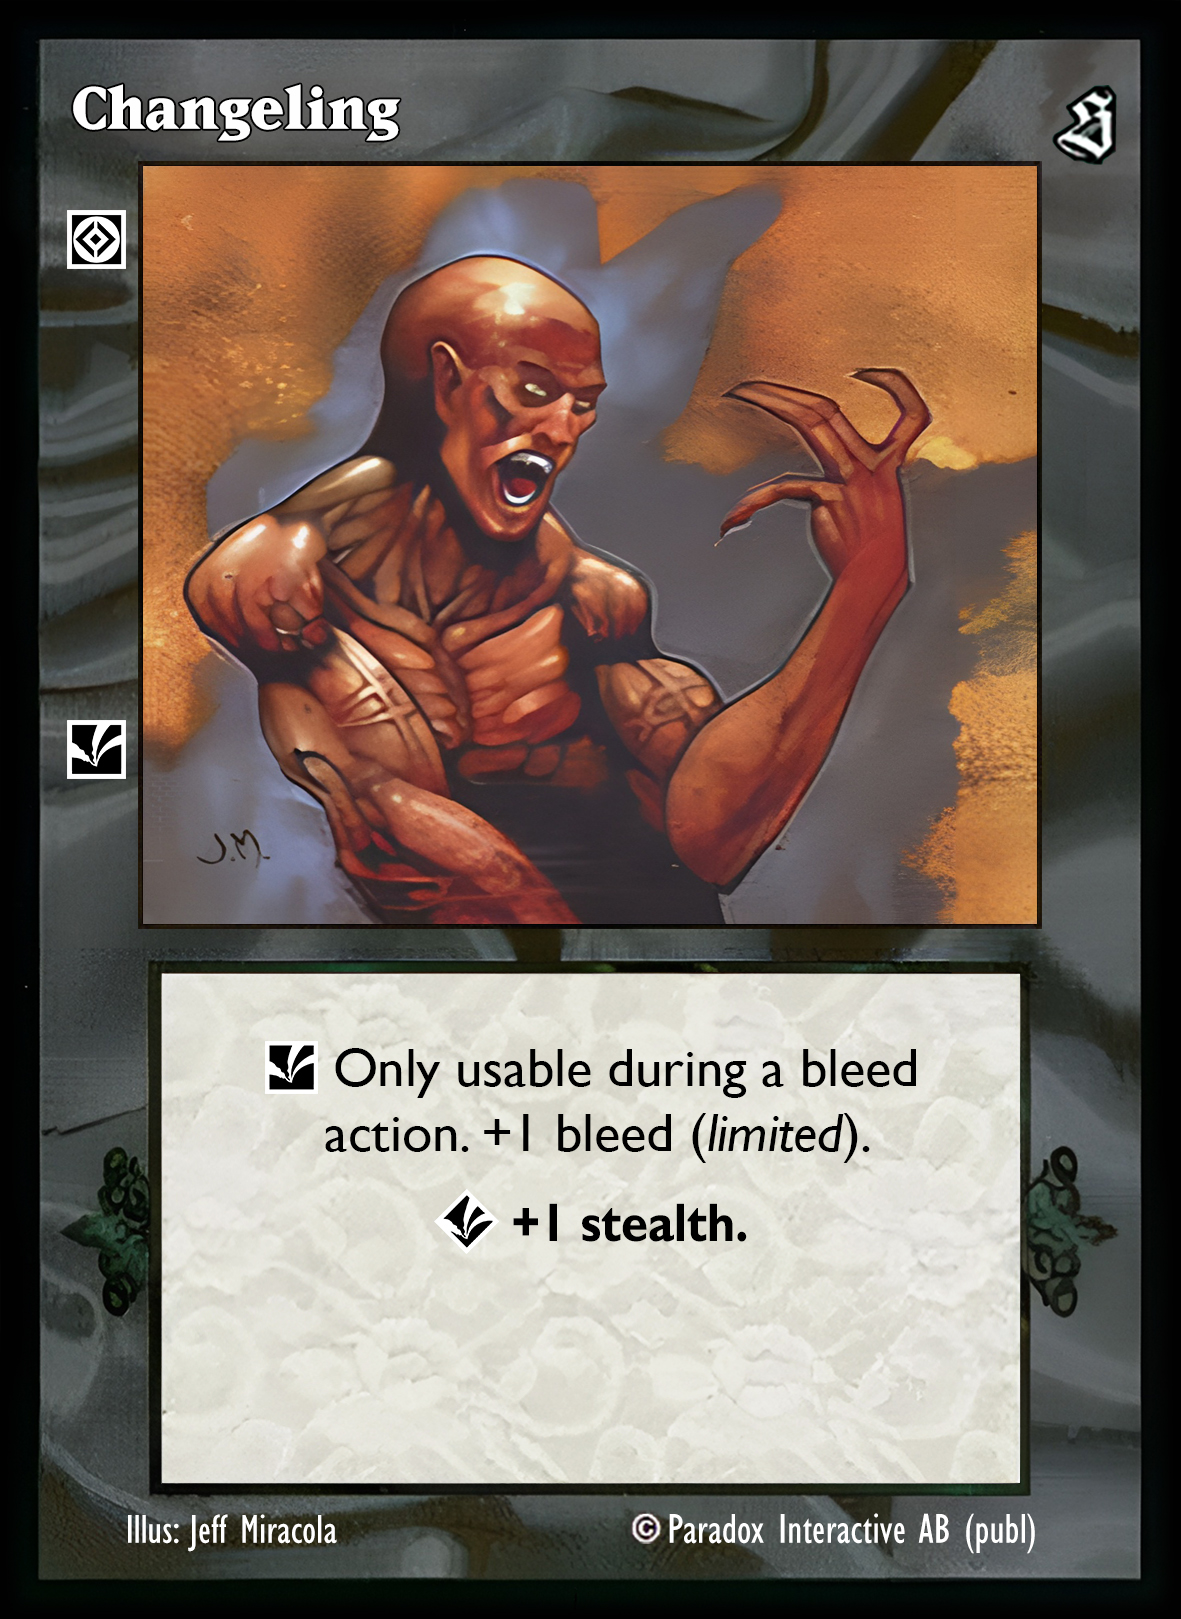 Changeling
J.M.
Only usable during a bleed
action. +1 bleed (limited).
+1 stealth.
Illus: Jeff Miracola
© Paradox Interactive AB (publ)